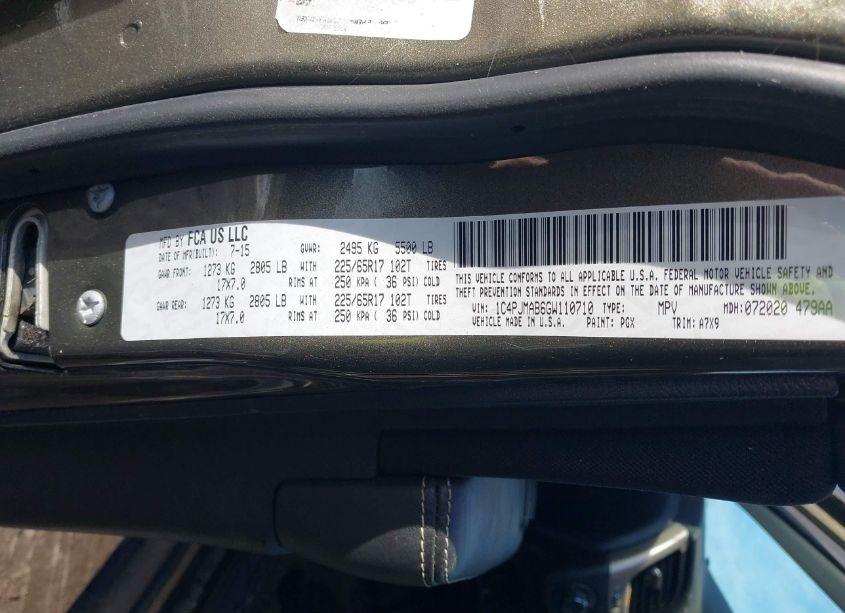 MFD BY FCA US LLC
DATE OF MFR(BUILT): 7-15 GVWR: 2495 KG 5500 LB
GAWR FRONT: 1273 KG 2805 LB WITH 225/65R17 102T TIRES
17X7.0 RIMS AT 250 KPA ( 36 PSI) COLD
GAWR REAR: 1273 KG 2805 LB WITH 225/65R17 102T TIRES
17X7.0 RIMS AT 250 KPA ( 36 PSI) COLD
THIS VEHICLE CONFORMS TO ALL APPLICABLE U.S.A. FEDERAL MOTOR VEHICLE SAFETY AND
THEFT PREVENTION STANDARDS IN EFFECT ON THE DATE OF MANUFACTURE SHOWN ABOVE.
VIN: 1C4PJMAB6GW110710 TYPE: MPV MDH: 072020 479AA
VEHICLE MADE IN U.S.A. PAINT: PGX TRIM: A7X9